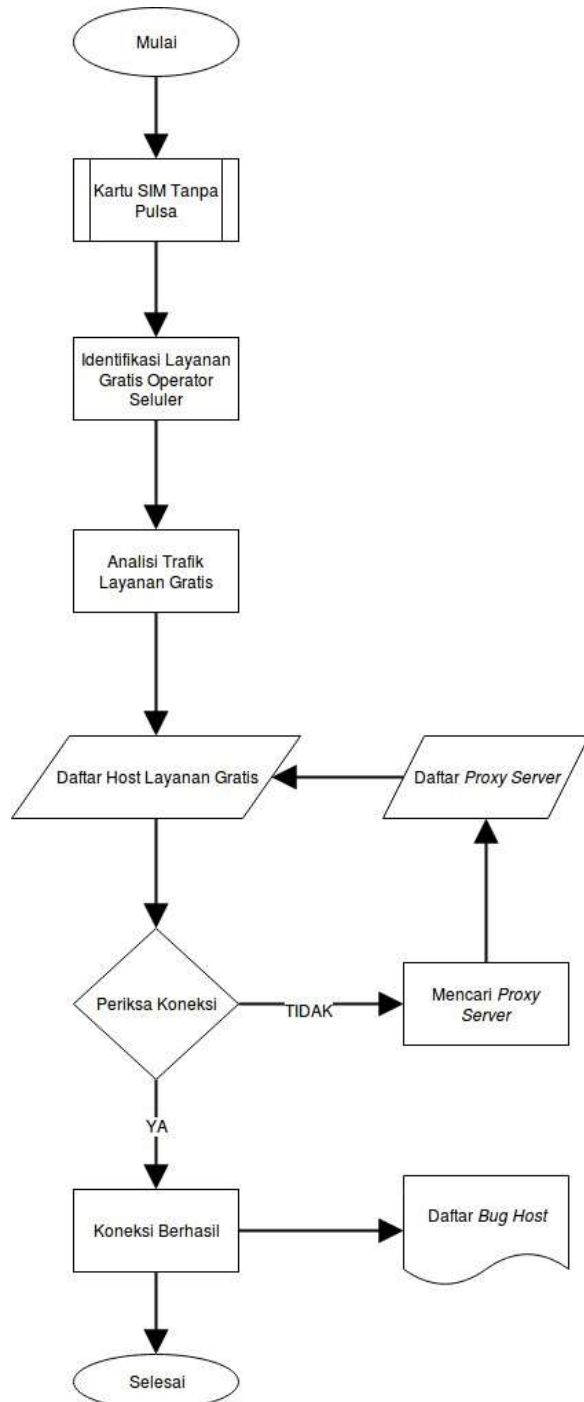 Mulai
Kartu SIM Tanpa
Pulsa
Identifikasi Layanan
Gratis Operator
Seluler
Analisi Trafik
Layanan Gratis
Daftar Host Layanan Gratis
Daftar Proxy Server
Periksa Koneksi
TIDAK
Mencari Proxy
Server
YA
Koneksi Berhasil
Daftar Bug Host
Selesai